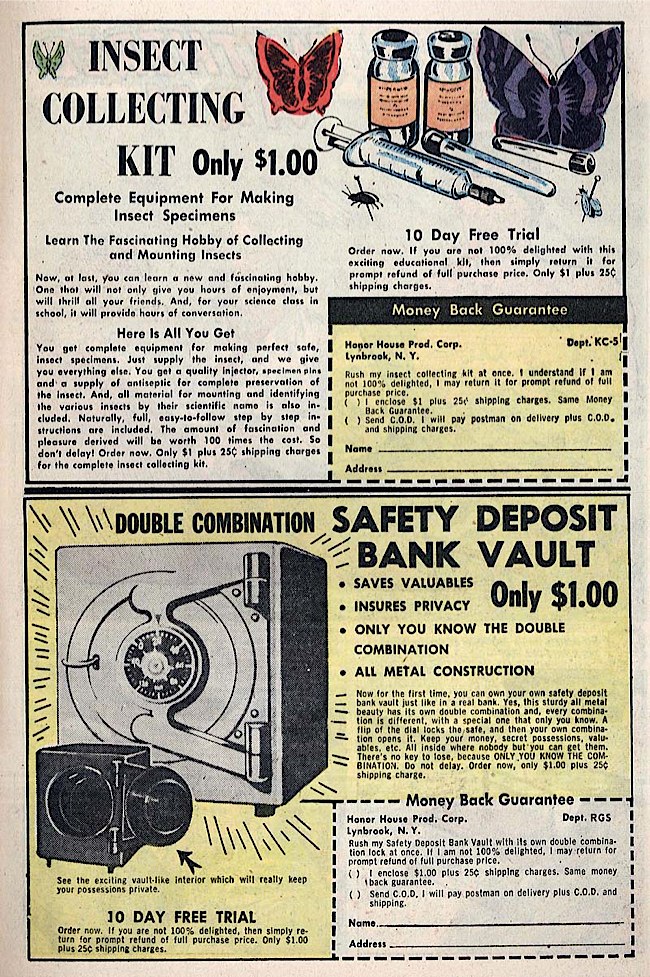 INSECT
COLLECTING
KIT Only $1.00
Complete Equipment For Making
Insect Specimens
Learn The Fascinating Hobby of Collecting
and Mounting Insects
Now, at last, you can learn a new and fascinating hobby.
One that will not only give you hours of enjoyment, but
will thrill all your friends. And, for your science class in
school, it will provide hours of conversation.
Here Is All You Get
You get complete equipment for making perfect safe,
insect specimens. Just supply the insect, and we give
you everything else. You get a quality injector, specimen pins
and a supply of antiseptic for complete preservation of
the insect. And, all material for mounting and identifying
the various insects by their scientific name is also in-
cluded. Naturally, full, easy-to-follow step by step in-
structions are included. The amount of fascination and
pleasure derived will be worth 100 times the cost. So
don't delay! Order now. Only $1 plus 25¢ shipping charges
for the complete insect collecting kit.
10 Day Free Trial
Order now. If you are not 100% delighted with this
exciting educational kit, then simply return it for
prompt refund of full purchase price. Only $1 plus 25¢
shipping charges.
Money Back Guarantee
Honor House Prod. Corp. Dept. KC-5
Lynbrook, N. Y.
Rush my insect collecting kit at once. I understand if I am
not 100% delighted, I may return it for prompt refund of full
purchase price.
( ) I enclose $1 plus 25¢ shipping charges. Same Money
Back Guarantee.
( ) Send C.O.D. I will pay postman on delivery plus C.O.D.
and shipping charges.
Name
Address
DOUBLE COMBINATION SAFETY DEPOSIT
BANK VAULT
• SAVES VALUABLES
• INSURES PRIVACY
Only $1.00
• ONLY YOU KNOW THE DOUBLE
COMBINATION
• ALL METAL CONSTRUCTION
Now for the first time, you can own your own safety deposit
bank vault just like in a real bank. Yes, this sturdy all metal
beauty has its own double combination and, every combina-
tion is different, with a special one that only you know. A
flip of the dial locks the safe, and then your own combina-
tion opens it. Keep your money, secret possessions, valu-
ables, etc. All inside where nobody but you can get them.
There's no key to lose, because ONLY YOU KNOW THE COM-
BINATION. Do not delay. Order now, only $1.00 plus 25¢
shipping charge.
See the exciting vault-like interior which will really keep
your possessions private.
10 DAY FREE TRIAL
Order now. If you are not 100% delighted, then simply re-
turn for prompt refund of full purchase price. Only $1.00
plus 25¢ shipping charges.
Money Back Guarantee
Honor House Prod. Corp. Dept. RGS
Lynbrook, N. Y.
Rush my Safety Deposit Bank Vault with its own double combina-
tion lock at once. If I am not 100% delighted, I may return for
prompt refund of full purchase price.
( ) I enclose $1.00 plus 25¢ shipping charges. Same money
back guarantee.
( ) Send C.O.D. I will pay postman on delivery plus C.O.D. and
shipping.
Name
Address